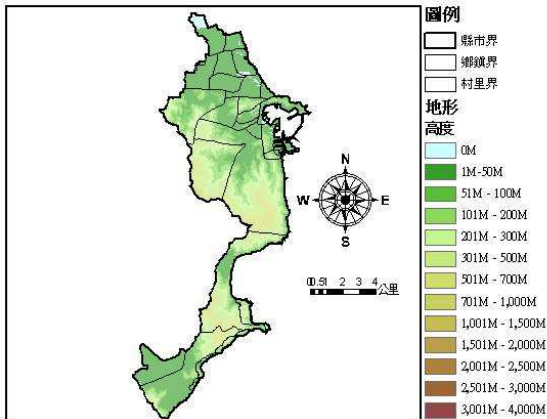 圖例
縣市界
鄉鎮界
村里界
地形
高度
0M
1M-50M
51M - 100M
101M - 200M
201M - 300M
301M - 500M
501M - 700M
701M - 1,000M
1,001M - 1,500M
1,501M - 2,000M
2,001M - 2,500M
2,501M - 3,000M
3,001M - 4,000M
N
W
E
S
0 0.5 1 2 3 4
公里